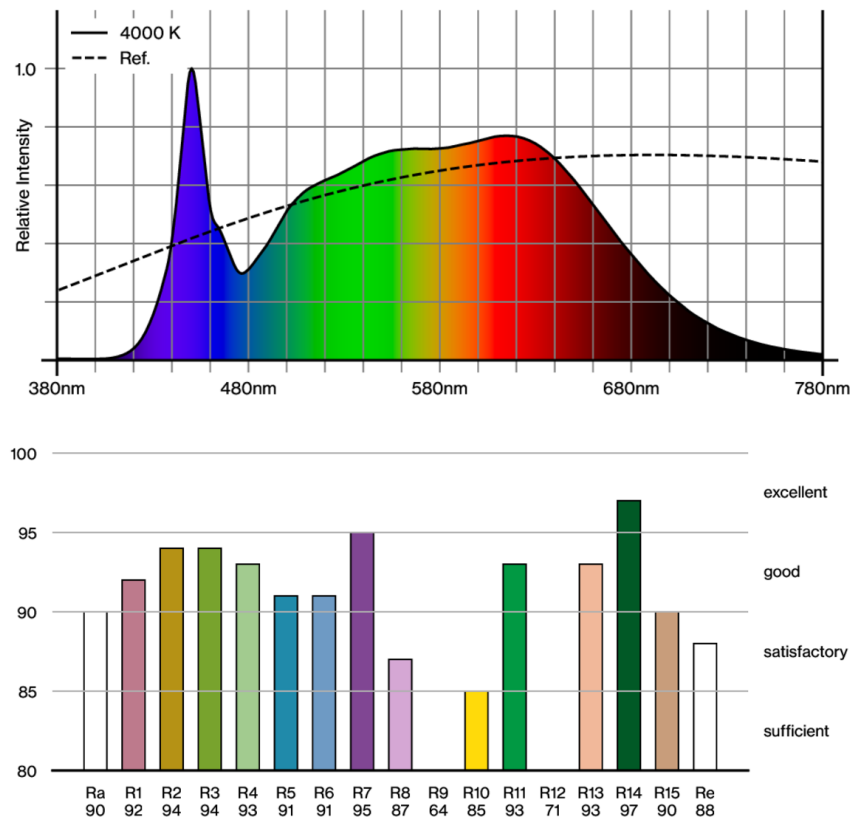 4000 K
Ref.
1.0
Relative Intensity
380nm 480nm 580nm 680nm 780nm
100
excellent
95
good
90
satisfactory
85
sufficient
80
Ra R1 R2 R3 R4 R5 R6 R7 R8 R9 R10 R11 R12 R13 R14 R15 Re
90 92 94 94 93 91 91 95 87 64 85 93 71 93 97 90 88